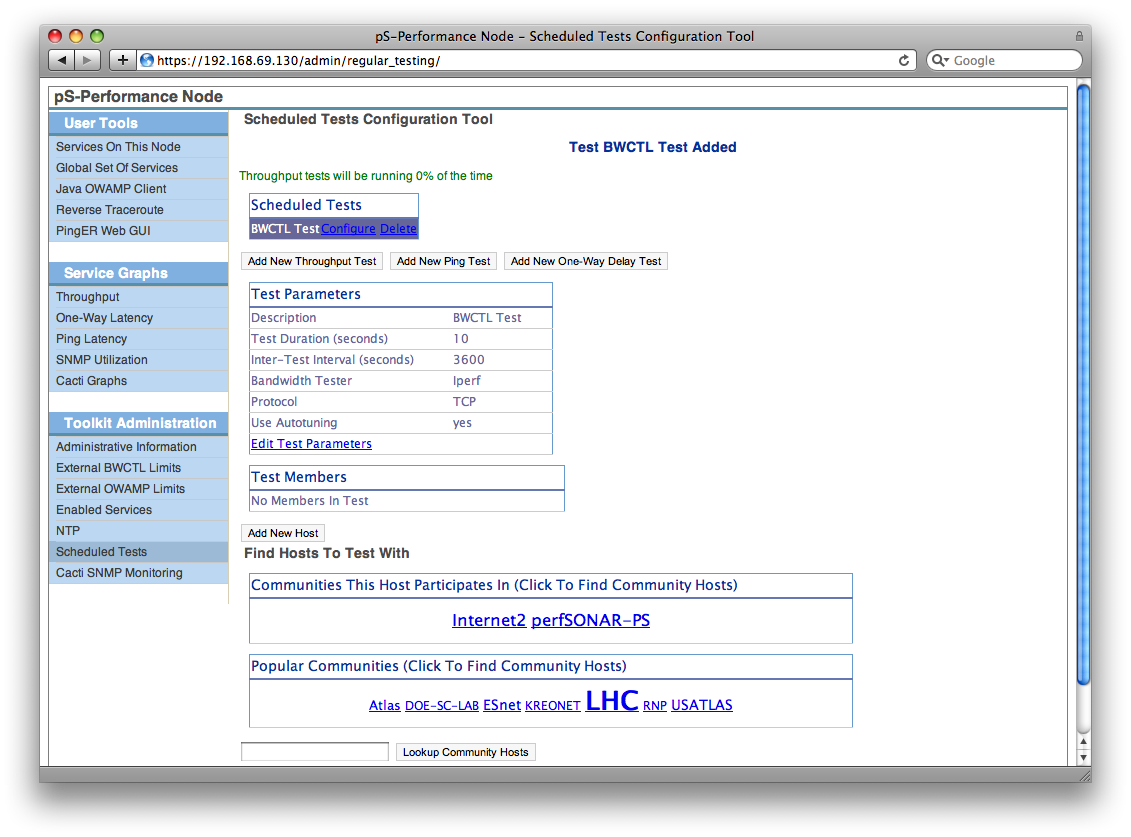 pS-Performance Node – Scheduled Tests Configuration Tool
https://192.168.69.130/admin/regular_testing/
Google
pS-Performance Node
User Tools
Services On This Node
Global Set Of Services
Java OWAMP Client
Reverse Traceroute
PingER Web GUI
Service Graphs
Throughput
One-Way Latency
Ping Latency
SNMP Utilization
Cacti Graphs
Toolkit Administration
Administrative Information
External BWCTL Limits
External OWAMP Limits
Enabled Services
NTP
Scheduled Tests
Cacti SNMP Monitoring
Scheduled Tests Configuration Tool
Test BWCTL Test Added
Throughput tests will be running 0% of the time
Scheduled Tests
BWCTL Test Configure Delete
Add New Throughput Test Add New Ping Test Add New One-Way Delay Test
Test Parameters
Description BWCTL Test
Test Duration (seconds) 10
Inter-Test Interval (seconds) 3600
Bandwidth Tester Iperf
Protocol TCP
Use Autotuning yes
Edit Test Parameters
Test Members
No Members In Test
Add New Host
Find Hosts To Test With
Communities This Host Participates In (Click To Find Community Hosts)
Internet2 perfSONAR-PS
Popular Communities (Click To Find Community Hosts)
Atlas DOE-SC-LAB ESnet KREONET LHC RNP USATLAS
Lookup Community Hosts